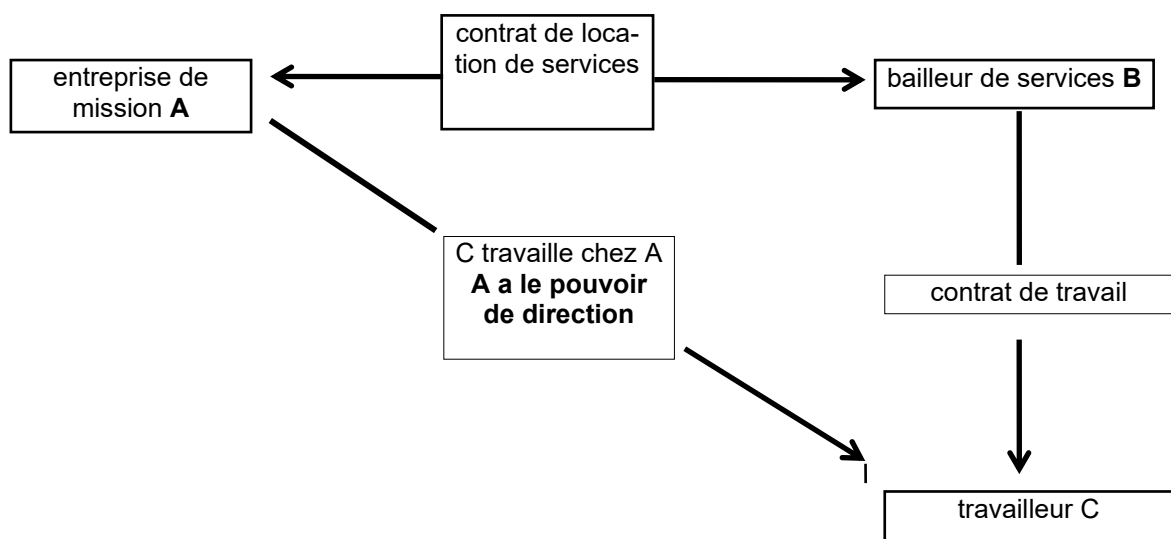 contrat de loca-
tion de services
entreprise de
mission A
bailleur de services B
C travaille chez A
A a le pouvoir
de direction
contrat de travail
travailleur C